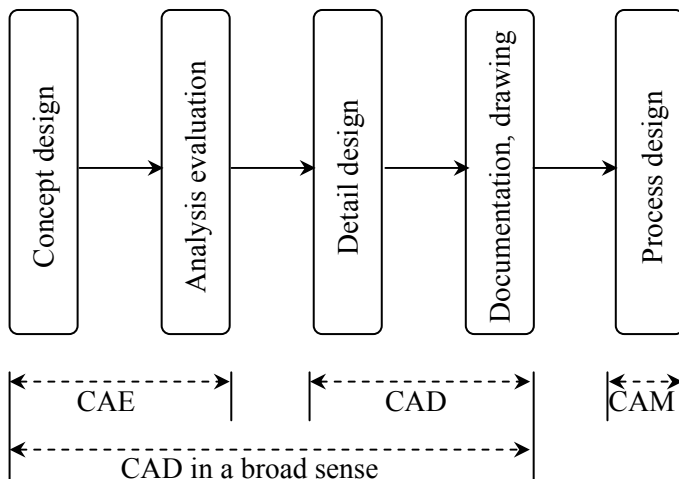 Concept design
Analysis evaluation
Detail design
Documentation, drawing
Process design
CAE
CAD
CAM
CAD in a broad sense